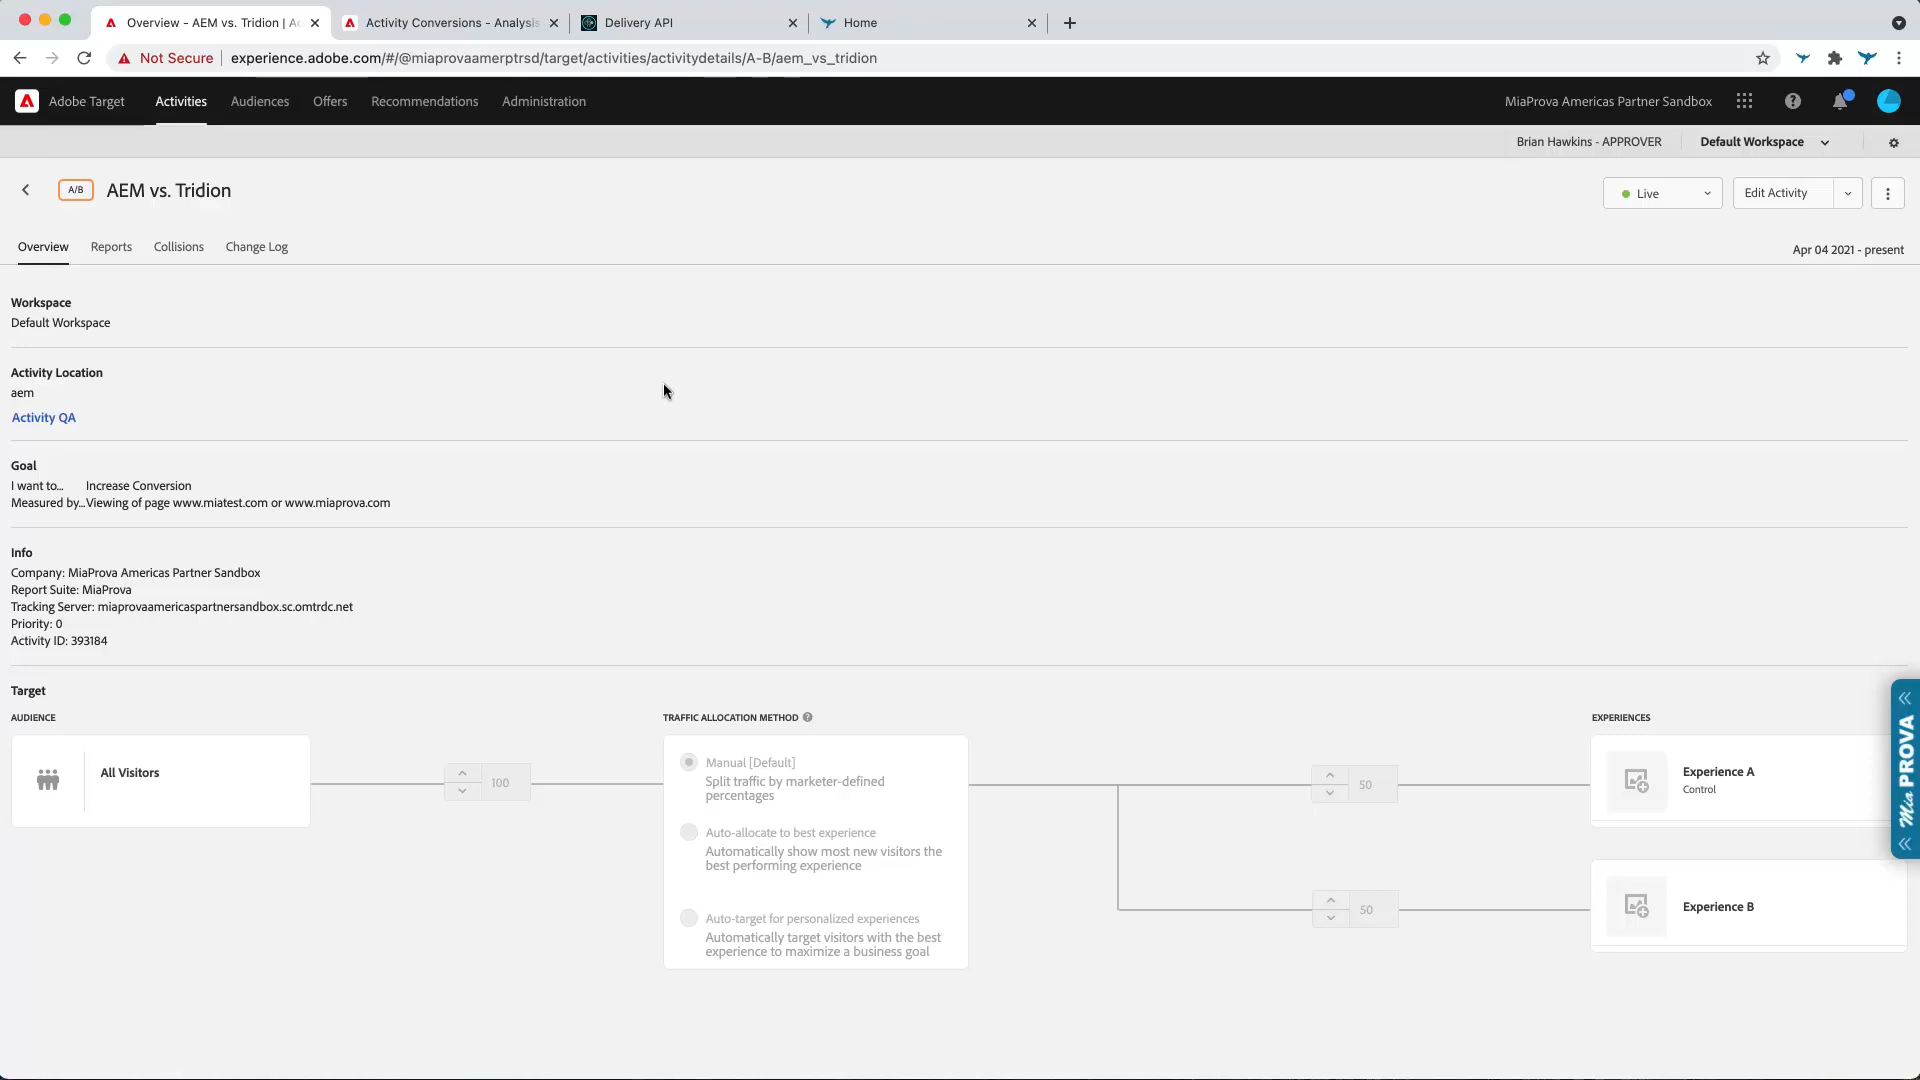 Overview - AEM vs. Tridion | Ad
Activity Conversions - Analysis
Delivery API
Home
Not Secure
experience.adobe.com/#/@miaprovaamerptrsd/target/activities/activitydetails/A-B/aem_vs_tridion
Adobe Target
Activities
Audiences
Offers
Recommendations
Administration
MiaProva Americas Partner Sandbox
Brian Hawkins - APPROVER
Default Workspace
A/B
AEM vs. Tridion
Live
Edit Activity
Overview
Reports
Collisions
Change Log
Apr 04 2021 - present
Workspace
Default Workspace
Activity Location
aem
Activity QA
Goal
I want to... Increase Conversion
Measured by... Viewing of page www.miatest.com or www.miaprova.com
Info
Company: MiaProva Americas Partner Sandbox
Report Suite: MiaProva
Tracking Server: miaprovaamericaspartnersandbox.sc.omtrdc.net
Priority: 0
Activity ID: 393184
Target
AUDIENCE
TRAFFIC ALLOCATION METHOD
EXPERIENCES
All Visitors
100
Manual [Default]
Split traffic by marketer-defined
percentages
Auto-allocate to best experience
Automatically show most new visitors the
best performing experience
Auto-target for personalized experiences
Automatically target visitors with the best
experience to maximize a business goal
50
Experience A
Control
50
Experience B
Mia PROVA